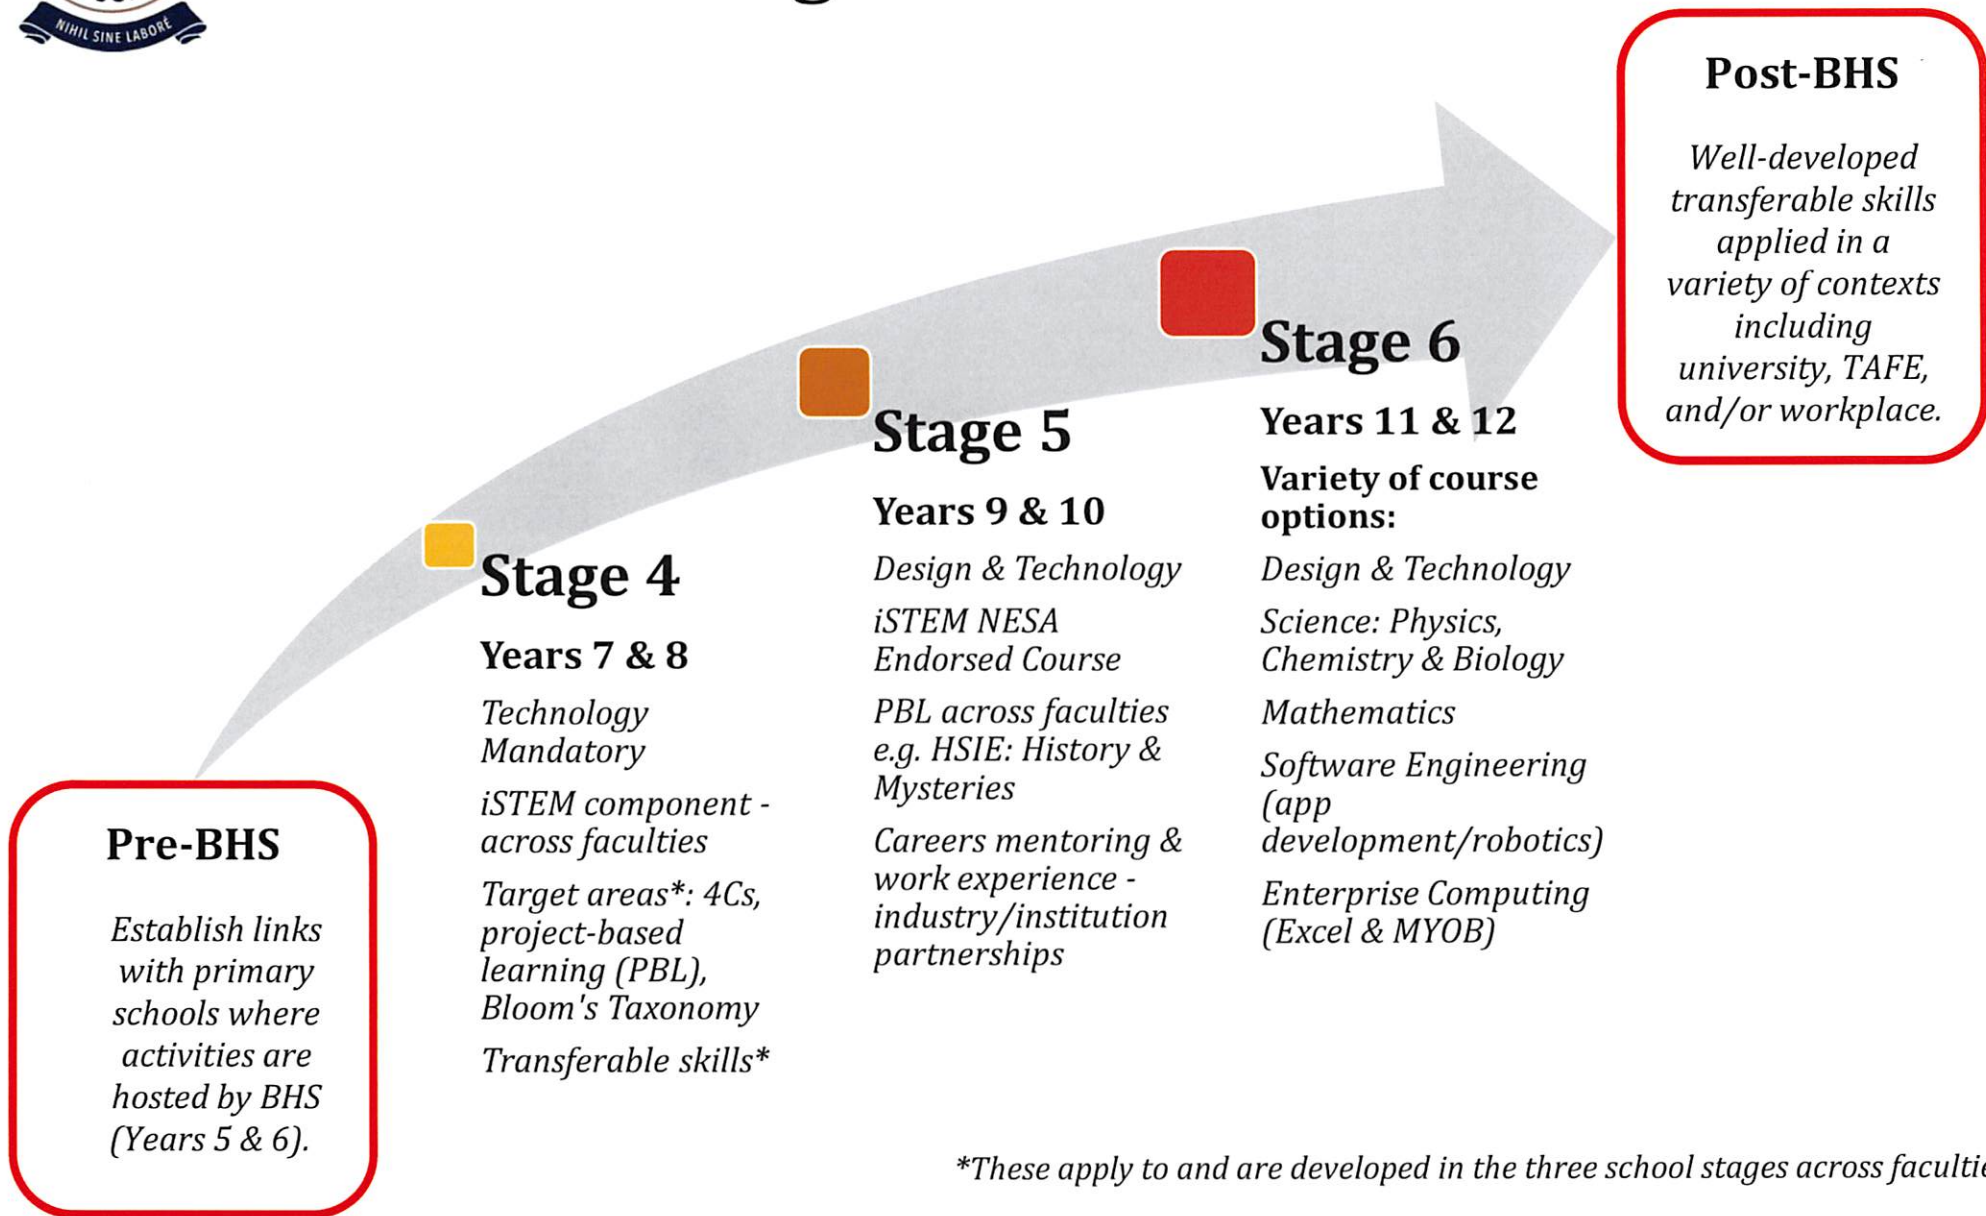 NIHIL SINE LABORÉ
Pre-BHS
Establish links
with primary
schools where
activities are
hosted by BHS
(Years 5 & 6).
Stage 4
Years 7 & 8
Technology
Mandatory
iSTEM component -
across faculties
Target areas*: 4Cs,
project-based
learning (PBL),
Bloom's Taxonomy
Transferable skills*
Stage 5
Years 9 & 10
Design & Technology
iSTEM NESA
Endorsed Course
PBL across faculties
e.g. HSIE: History &
Mysteries
Careers mentoring &
work experience -
industry/institution
partnerships
Stage 6
Years 11 & 12
Variety of course
options:
Design & Technology
Science: Physics,
Chemistry & Biology
Mathematics
Software Engineering
(app
development/robotics)
Enterprise Computing
(Excel & MYOB)
Post-BHS
Well-developed
transferable skills
applied in a
variety of contexts
including
university, TAFE,
and/or workplace.
*These apply to and are developed in the three school stages across facultie